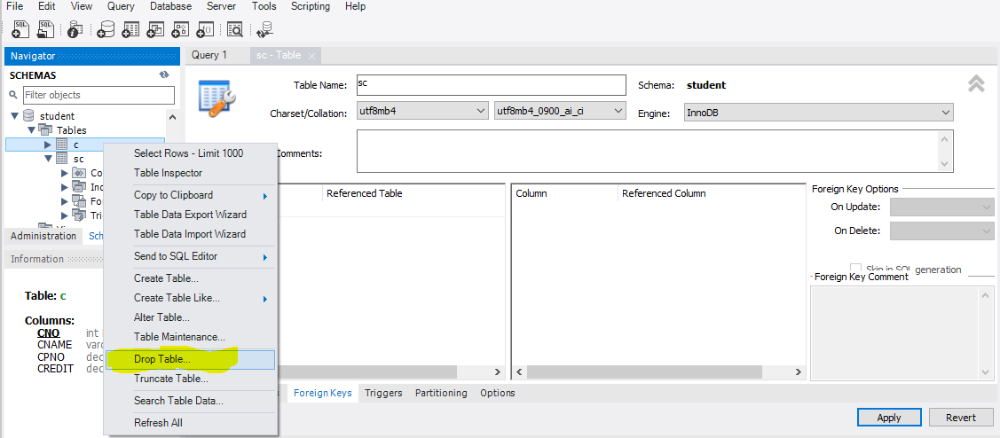 File Edit View Query Database Server Tools Scripting Help
Navigator
SCHEMAS
Filter objects
student
Tables
c
sc
Co
Inc
Fo
Tri
Administration Sch
Information
Table: c
Columns:
CNO int
CNAME varc
CPNO dec
CREDIT dec
Select Rows - Limit 1000
Table Inspector
Copy to Clipboard
Table Data Export Wizard
Table Data Import Wizard
Send to SQL Editor
Create Table...
Create Table Like...
Alter Table...
Table Maintenance...
Drop Table...
Truncate Table...
Search Table Data...
Refresh All
Query 1 sc - Table
Table Name: sc Schema: student
Charset/Collation: utf8mb4 utf8mb4_0900_ai_ci Engine: InnoDB
Comments:
Referenced Table
Column Referenced Column
Foreign Key Options
On Update:
On Delete:
Skip in SQL generation
Foreign Key Comment
Foreign Keys Triggers Partitioning Options
Apply Revert